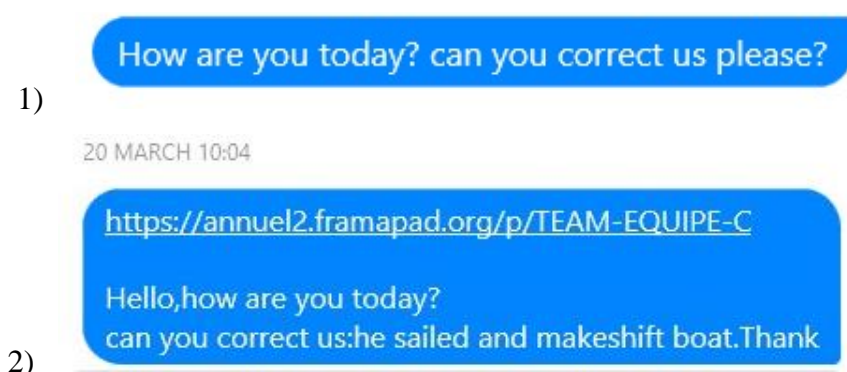 How are you today? can you correct us please?
1)
20 MARCH 10:04
https://annuel2.framapad.org/p/TEAM-EQUIPE-C
Hello,how are you today?
can you correct us:he sailed and makeshift boat.Thank
2)